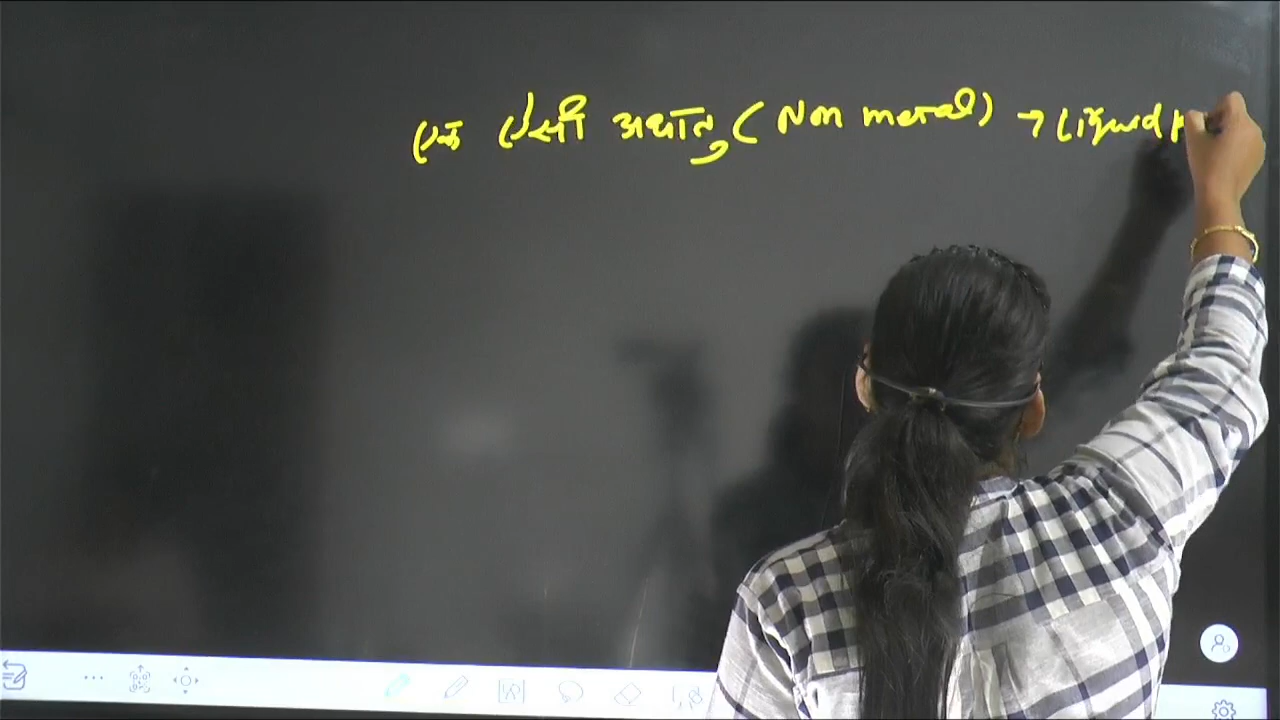 एक ऐसी अधातु (Non metal) → Liquid